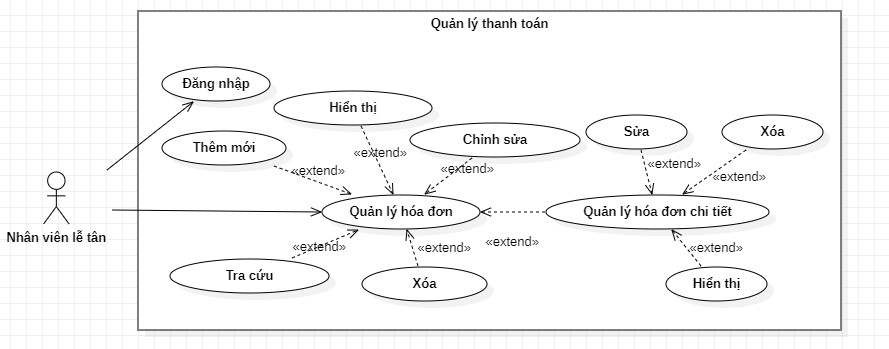 Quản lý thanh toán
Đăng nhập
Hiển thị
Thêm mới
«extend»
«extend»
Chỉnh sửa
«extend»
Sửa
Xóa
«extend»
«extend»
Nhân viên lễ tân
Quản lý hóa đơn
Quản lý hóa đơn chi tiết
«extend»
«extend»
«extend»
«extend»
Tra cứu
Xóa
Hiển thị